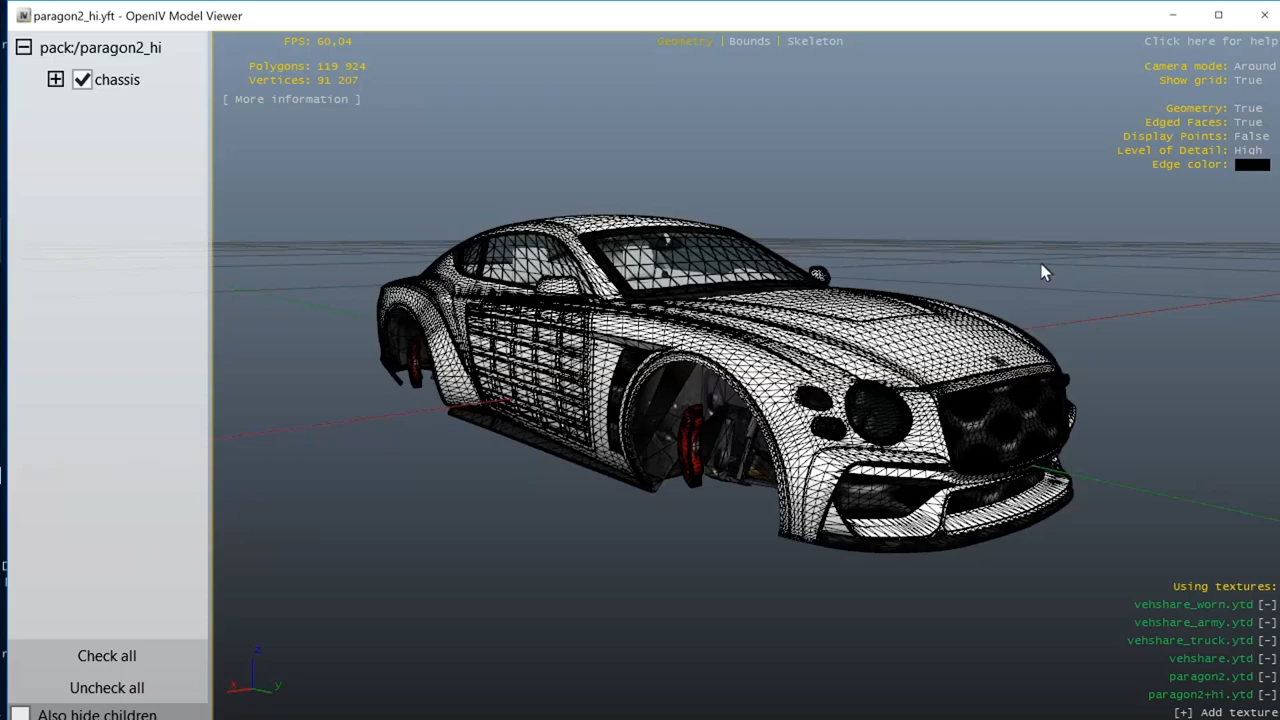 paragon2_hi.yft - OpenIV Model Viewer
pack:/paragon2_hi
chassis
Check all
Uncheck all
Also hide children
FPS: 60,04
Polygons: 119 924
Vertices: 91 207
[ More information ]
Geometry | Bounds | Skeleton
Click here for help
Camera mode: Around
Show grid: True
Geometry: True
Edged Faces: True
Display Points: False
Level of Detail: High
Edge color:
z
x
y
Using textures:
vehshare_worn.ytd [-]
vehshare_army.ytd [-]
vehshare_truck.ytd [-]
vehshare.ytd [-]
paragon2.ytd [-]
paragon2+hi.ytd [-]
[+] Add texture